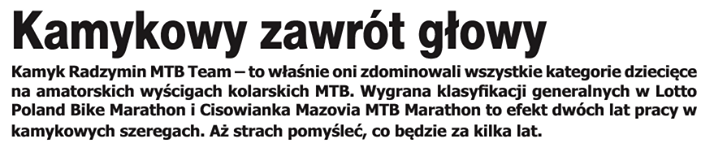 Kamykowy zawrót głowy
Kamyk Radzymin MTB Team – to właśnie oni zdominowali wszystkie kategorie dziecięce
na amatorskich wyścigach kolarskich MTB. Wygrana klasyfikacji generalnych w Lotto
Poland Bike Marathon i Cisowianka Mazovia MTB Marathon to efekt dwóch lat pracy w
kamykowych szeregach. Aż strach pomyśleć, co będzie za kilka lat.